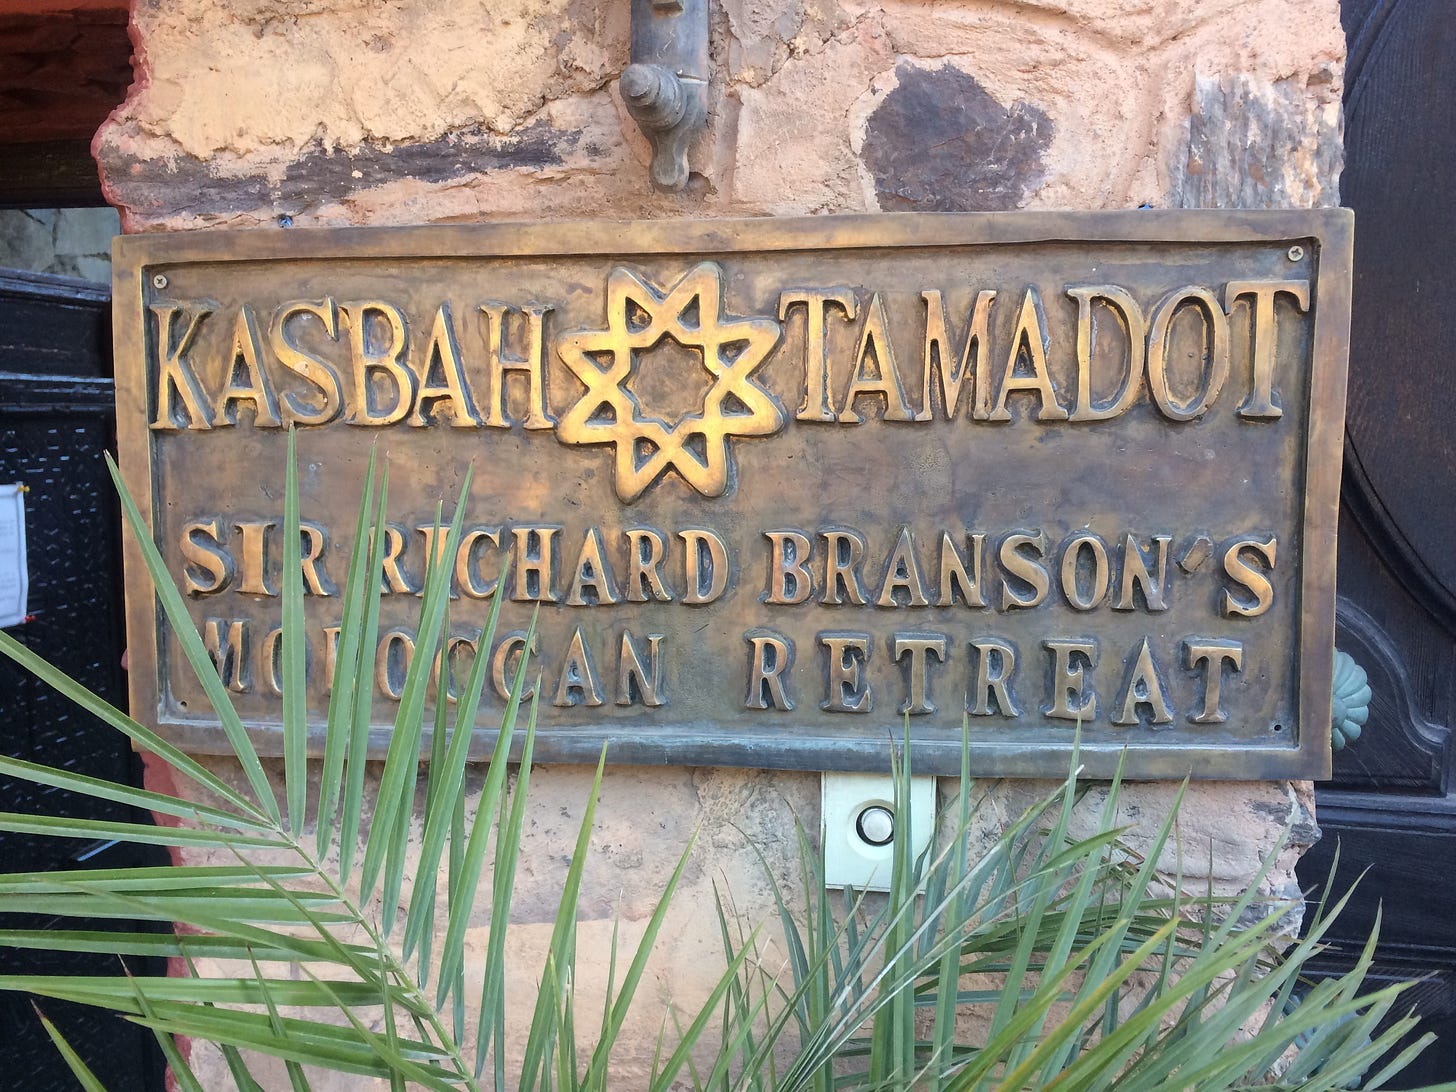 KASBAH TAMADOT
SIR RICHARD BRANSON'S
MOROCCAN RETREAT